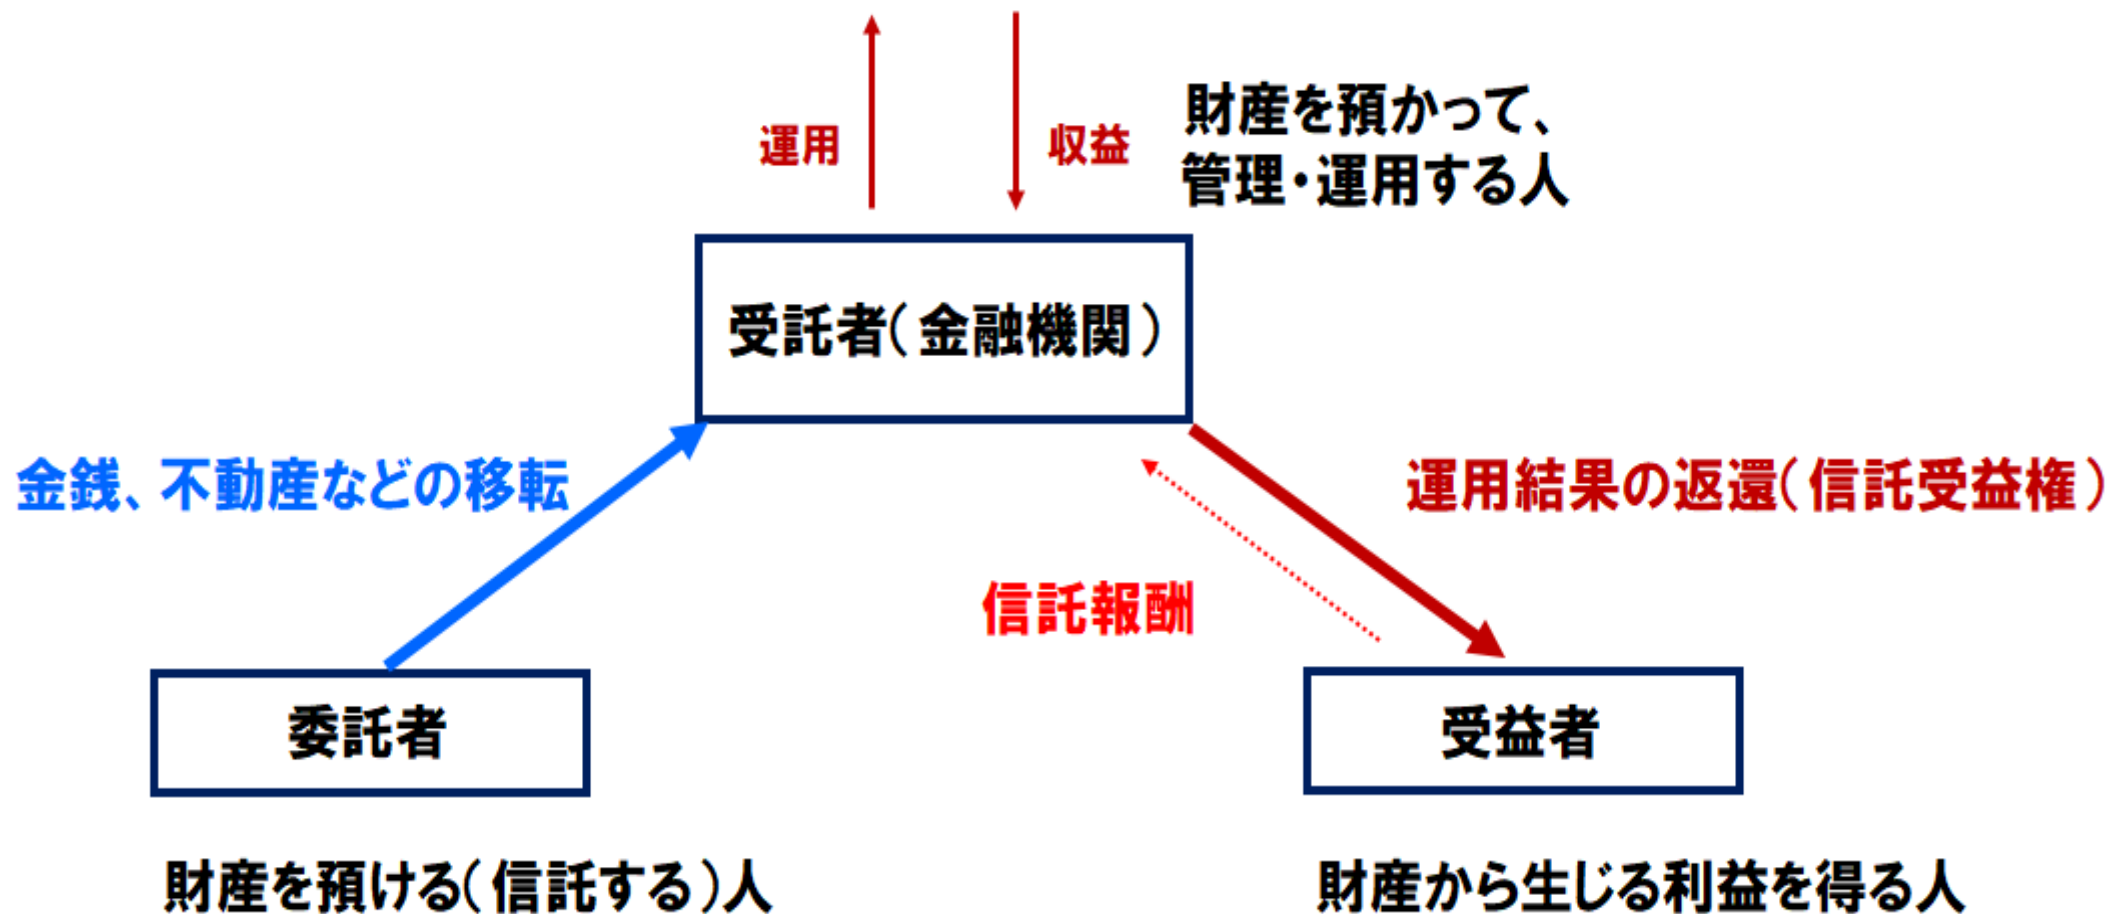 運用
収益
財産を預かって、
管理・運用する人
受託者(金融機関)
金銭、不動産などの移転
運用結果の返還(信託受益権)
信託報酬
委託者
受益者
財産を預ける(信託する)人
財産から生じる利益を得る人